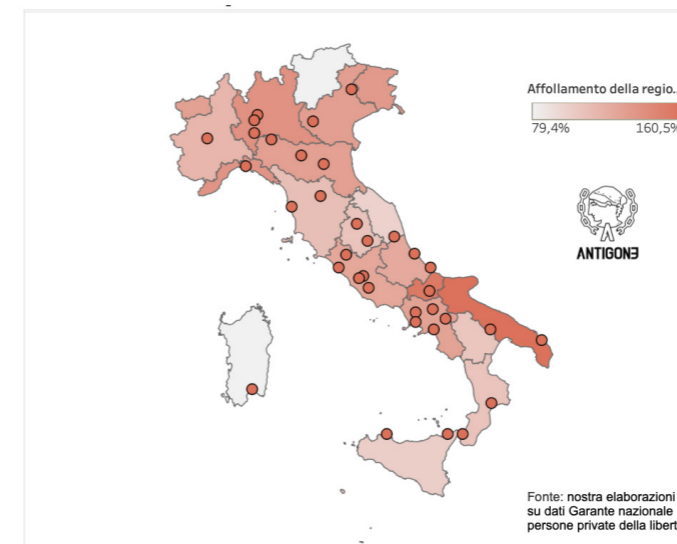 Affollamento della regio..
79,4% 160,5%
ANTIGONE
Fonte: nostra elaborazioni
su dati Garante nazionale
persone private della libert